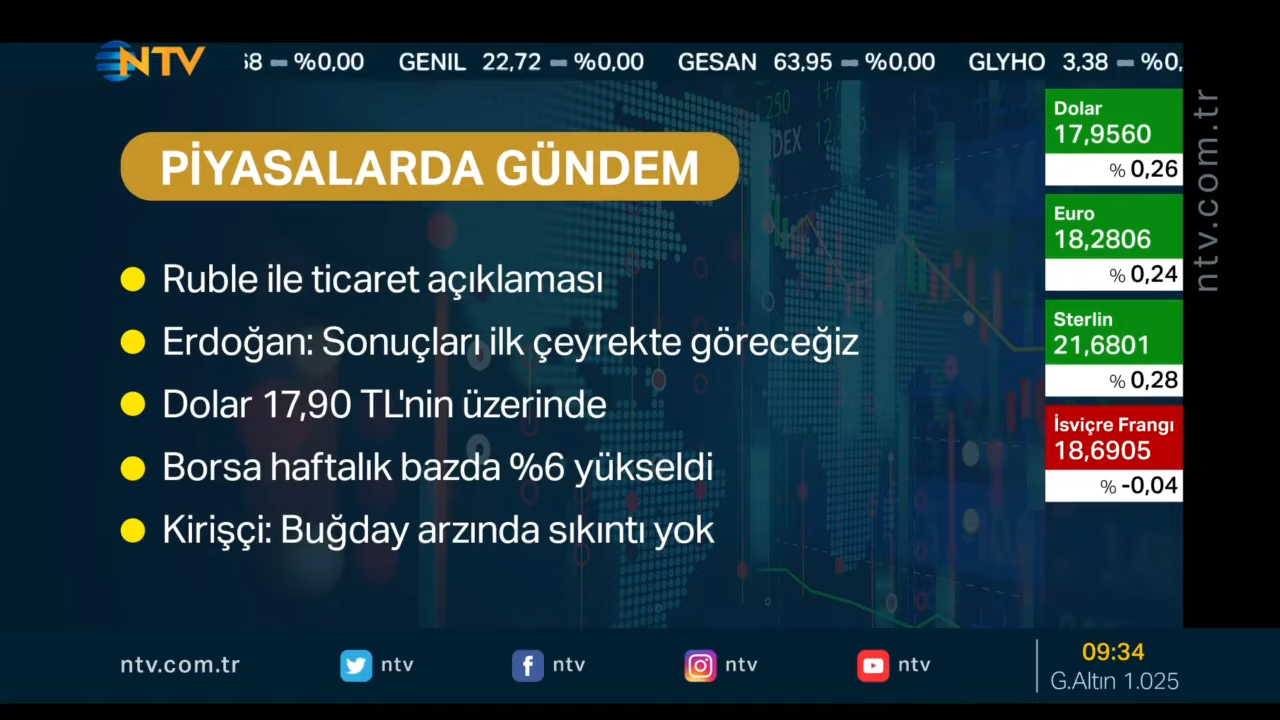 NTV
%0,00 GENIL 22,72 %0,00 GESAN 63,95 %0,00 GLYHO 3,38
PİYASALARDA GÜNDEM
Ruble ile ticaret açıklaması
Erdoğan: Sonuçları ilk çeyrekte göreceğiz
Dolar 17,90 TL'nin üzerinde
Borsa haftalık bazda %6 yükseldi
Kirişçi: Buğday arzında sıkıntı yok
Dolar
17,9560
% 0,26
Euro
18,2806
% 0,24
Sterlin
21,6801
% 0,28
İsviçre Frangı
18,6905
% -0,04
ntv.com.tr
ntv.com.tr ntv ntv ntv ntv
09:34
G.Altın 1.025